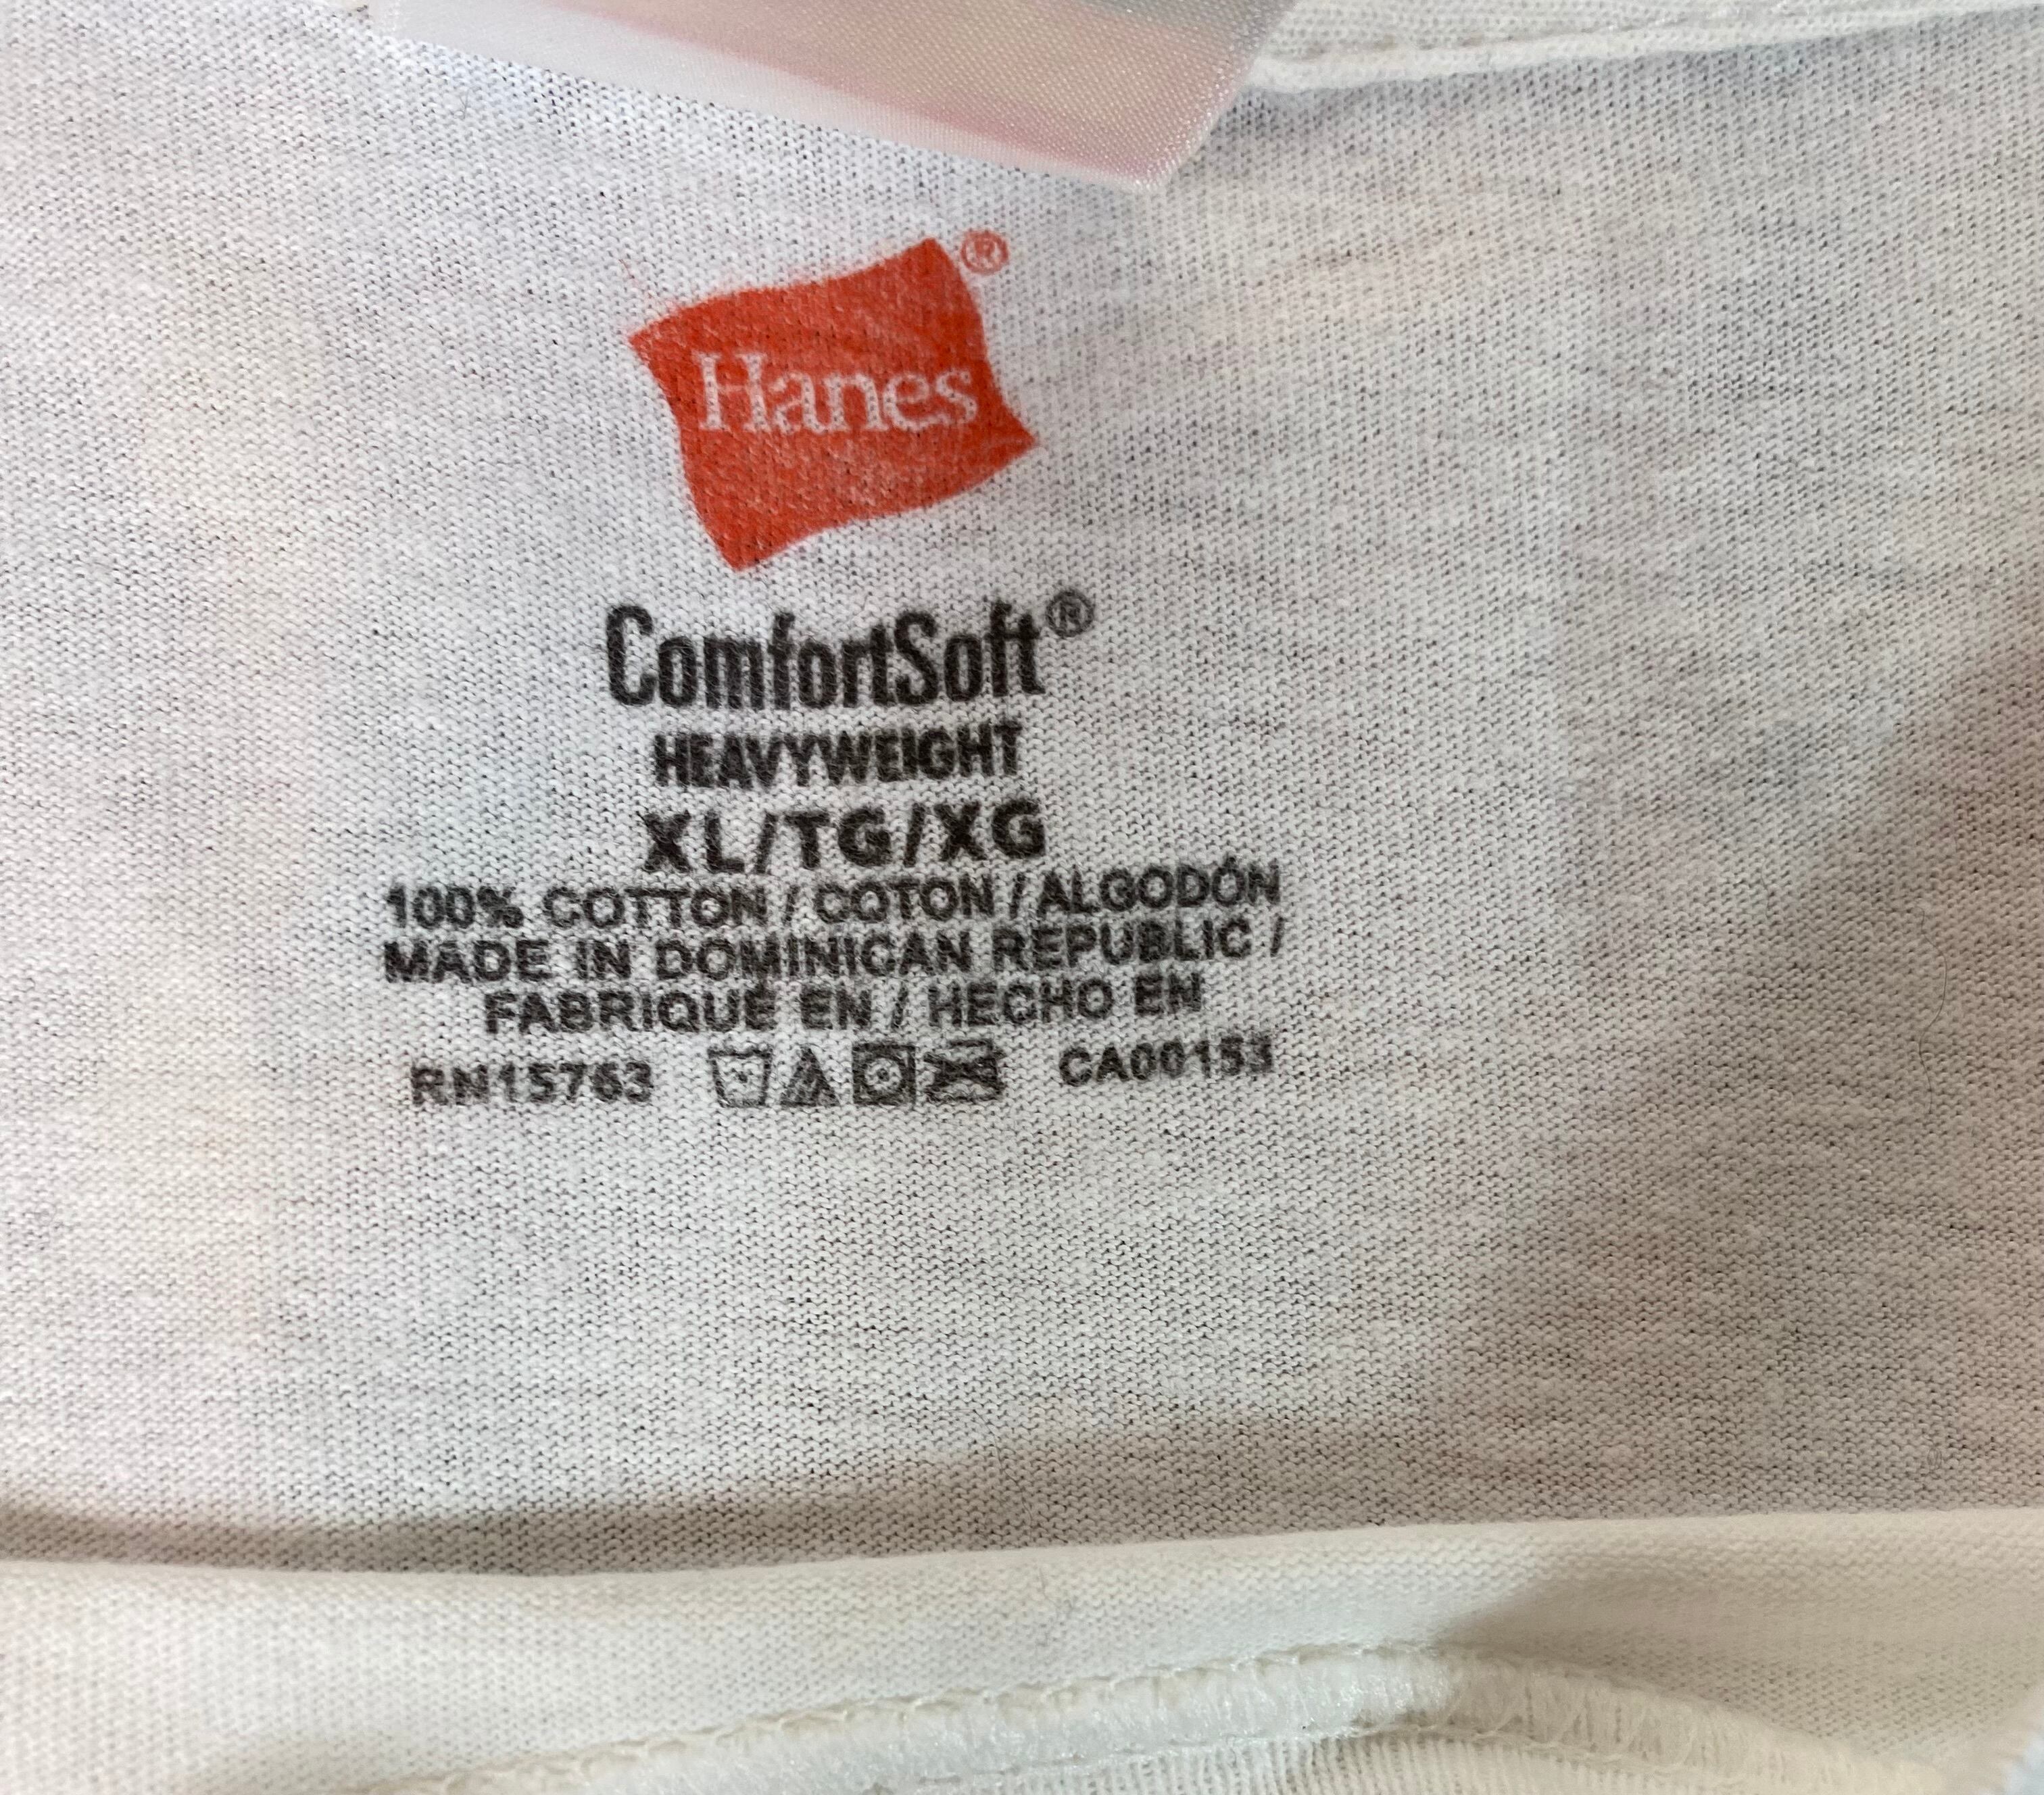 Hanes®
ComfortSoft®
HEAVYWEIGHT
XL/TG/XG
100% COTTON / COTON / ALGODÓN
MADE IN DOMINICAN REPUBLIC /
FABRIQUÉ EN / HECHO EN
RN15763 CA00153